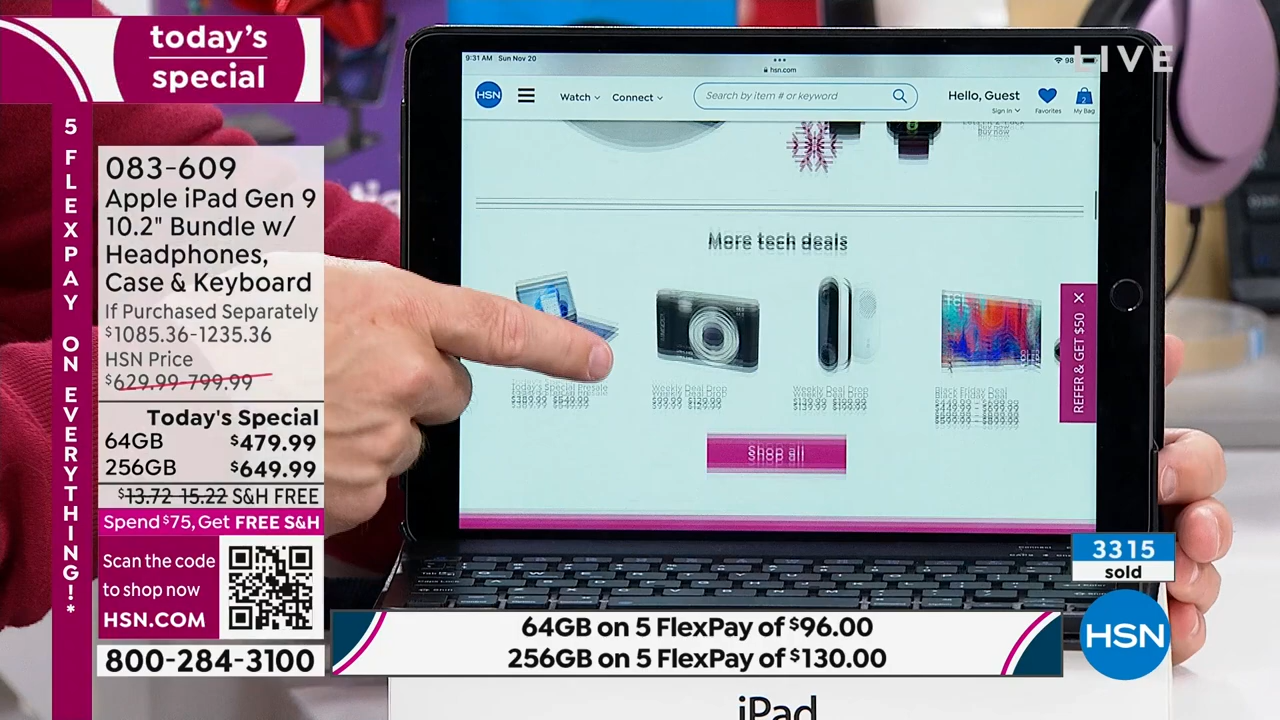 today's
special
5 FLEXPAY ON EVERYTHING!*
083-609
Apple iPad Gen 9
10.2" Bundle w/
Headphones,
Case & Keyboard
If Purchased Separately
$1085.36-1235.36
HSN Price
$629.99-799.99
Today's Special
64GB $479.99
256GB $649.99
$13.72-15.22 S&H FREE
Spend $75, Get FREE S&H
Scan the code
to shop now
HSN.COM
800-284-3100
LIVE
9:31 AM Sun Nov 20
98
hsn.com
HSN
Watch
Connect
Search by item # or keyword
Hello, Guest
Sign In
Favorites
2
My Bag
Buy now
More tech deals
Today's Special Presale
Weekly Deal Drop
Weekly Deal Drop
Black Friday Deal
Shop all
REFER & GET $50
3315
sold
64GB on 5 FlexPay of $96.00
256GB on 5 FlexPay of $130.00
HSN
iPad